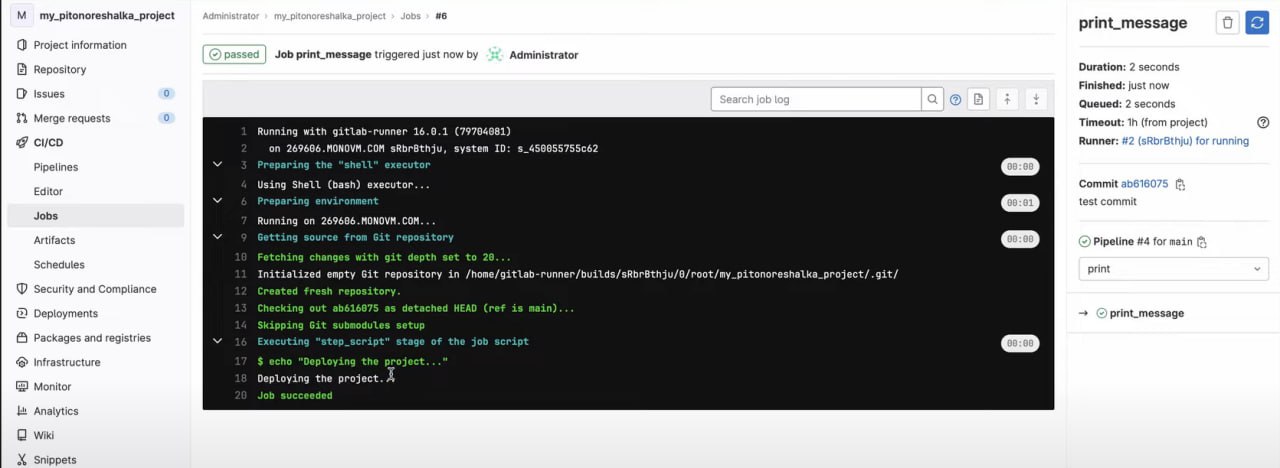 M my_pitonoreshalka_project
Project information
Repository
Issues 0
Merge requests 0
CI/CD
Pipelines
Editor
Jobs
Artifacts
Schedules
Security and Compliance
Deployments
Packages and registries
Infrastructure
Monitor
Analytics
Wiki
Snippets
Administrator › my_pitonoreshalka_project › Jobs › #6
passed Job print_message triggered just now by Administrator
Search job log
1 Running with gitlab-runner 16.0.1 (79704081)
2 on 269606.MONOVM.COM sRbrBthju, system ID: s_450055755c62
3 Preparing the "shell" executor 00:00
4 Using Shell (bash) executor...
6 Preparing environment 00:01
7 Running on 269606.MONOVM.COM...
9 Getting source from Git repository 00:00
10 Fetching changes with git depth set to 20...
11 Initialized empty Git repository in /home/gitlab-runner/builds/sRbrBthju/0/root/my_pitonoreshalka_project/.git/
12 Created fresh repository.
13 Checking out ab616075 as detached HEAD (ref is main)...
14 Skipping Git submodules setup
16 Executing "step_script" stage of the job script 00:00
17 $ echo "Deploying the project..."
18 Deploying the project..
20 Job succeeded
print_message
Duration: 2 seconds
Finished: just now
Queued: 2 seconds
Timeout: 1h (from project)
Runner: #2 (sRbrBthju) for running
Commit ab616075
test commit
Pipeline #4 for main
print
→ print_message